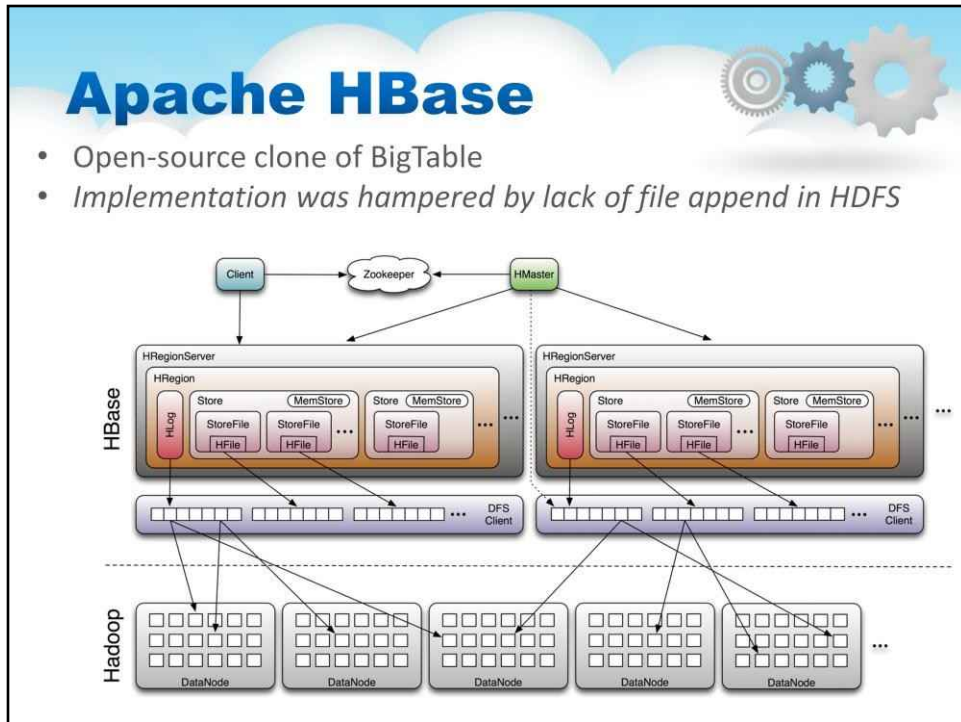 Apache HBase
• Open-source clone of BigTable
• Implementation was hampered by lack of file append in HDFS
Client
Zookeeper
HMaster
HBase
HRegionServer
HRegion
HLog
Store
MemStore
StoreFile
HFile
StoreFile
HFile
...
Store
MemStore
StoreFile
HFile
...
...
HRegionServer
HRegion
HLog
Store
MemStore
StoreFile
HFile
StoreFile
HFile
...
Store
MemStore
StoreFile
HFile
...
...
...
...
DFS
Client
...
DFS
Client
Hadoop
DataNode
DataNode
DataNode
DataNode
DataNode
...